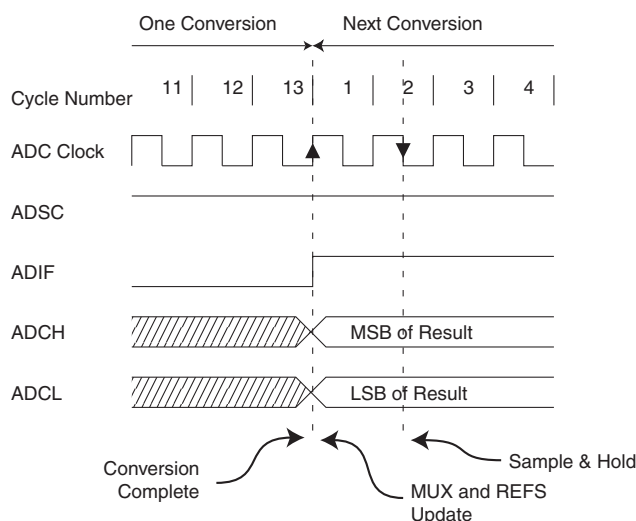 One Conversion Next Conversion
Cycle Number 11 12 13 1 2 3 4
ADC Clock
ADSC
ADIF
ADCH MSB of Result
ADCL LSB of Result
Conversion
Complete
MUX and REFS
Update
Sample & Hold